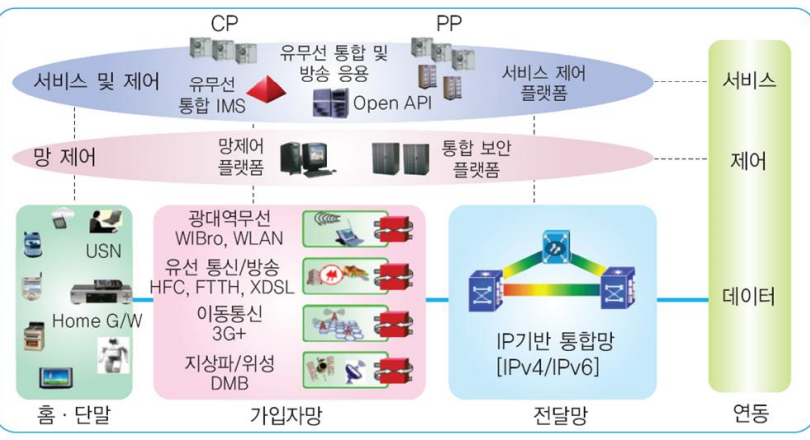 CP
PP
유무선 통합 및
방송 응용
서비스 및 제어
유무선
통합 IMS
Open API
서비스 제어
플랫폼
서비스
망 제어
망제어
플랫폼
통합 보안
플랫폼
제어
USN
Home G/W
광대역무선
WIBro, WLAN
유선 통신/방송
HFC, FTTH, XDSL
이동통신
3G+
지상파/위성
DMB
IP기반 통합망
[IPv4/IPv6]
데이터
홈 · 단말
가입자망
전달망
연동